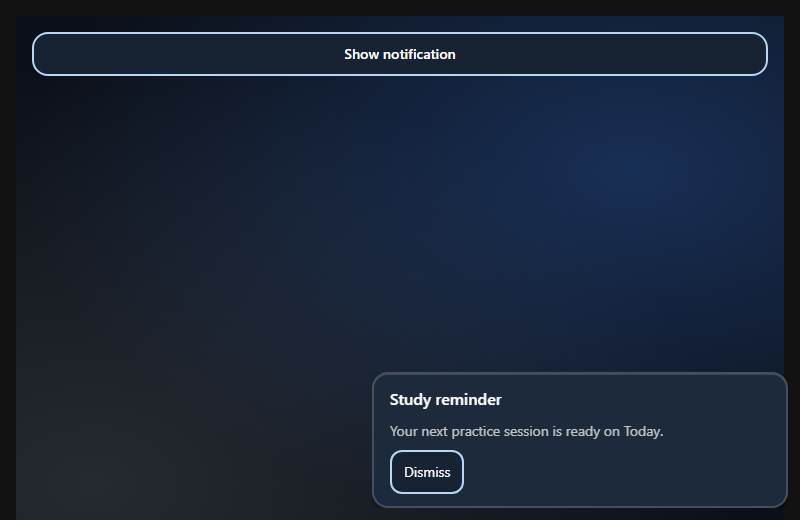 Show notification
Study reminder
Your next practice session is ready on Today.
Dismiss